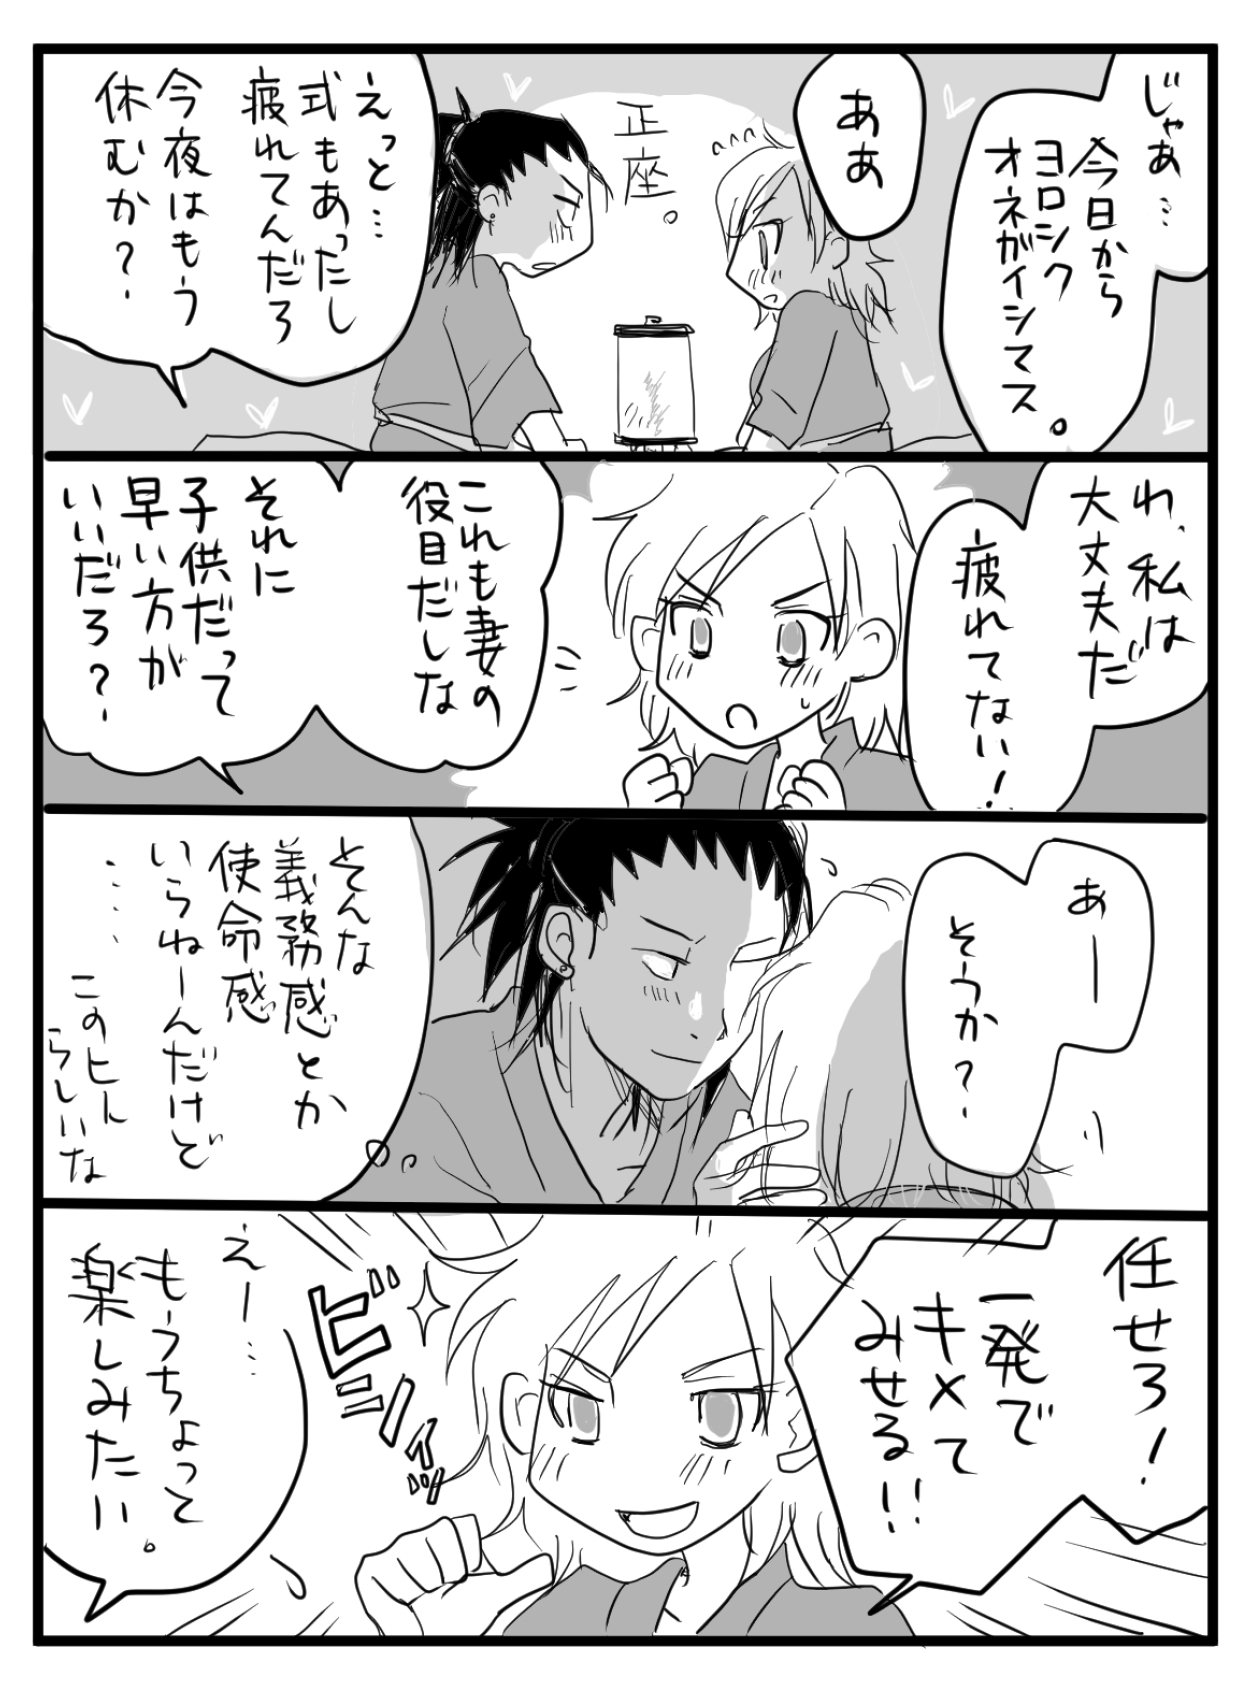 じゃあ…
今日から
ヨロシク
オネガイシマス。
ああ
正座。
えっと…
式もあったし
疲れてんだろ
今夜はもう
休むか?
わ、私は
大丈夫だ
疲れてない!
これも妻の
役目だしな
それに
子供だって
早い方が
いいだろ?
あー
そうか?
そんな
義務感とか
使命感
いらねーんだけど
・・・・
このヒト
らしいな
任せろ!
一発で
キメて
みせる!!
ビシィッ
えー…
もうちょって
楽しみたい。